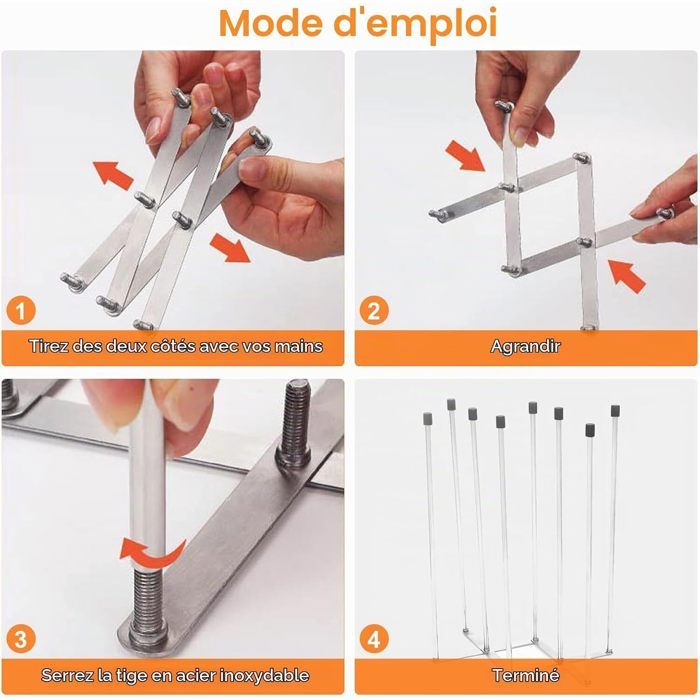 Mode d'emploi
1
Tirez des deux côtés avec vos mains
2
Agrandir
3
Serrez la tige en acier inoxydable
4
Terminé